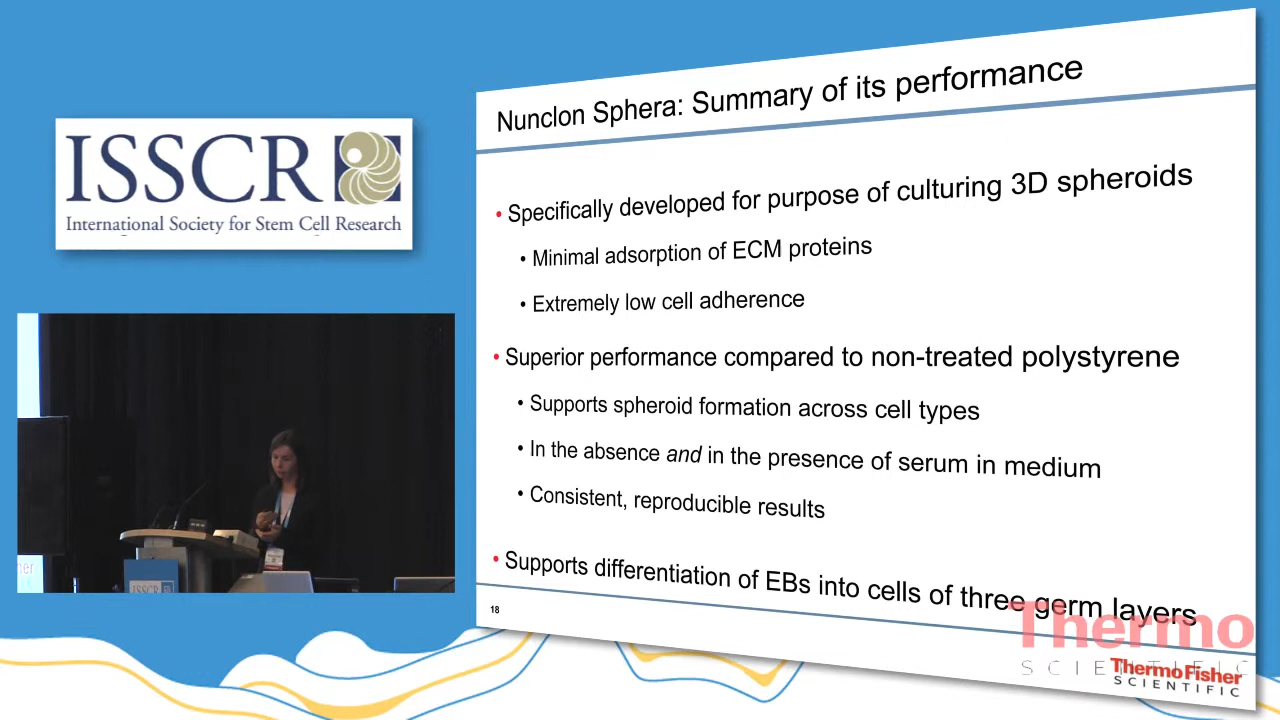 ISSCR
International Society for Stem Cell Research
Nunclon Sphera: Summary of its performance
• Specifically developed for purpose of culturing 3D spheroids
• Minimal adsorption of ECM proteins
• Extremely low cell adherence
• Superior performance compared to non-treated polystyrene
• Supports spheroid formation across cell types
• In the absence and in the presence of serum in medium
• Consistent, reproducible results
• Supports differentiation of EBs into cells of three germ layers
18
Thermo
SCIENTIFIC
ThermoFisher
SCIENTIFIC
ISSCR